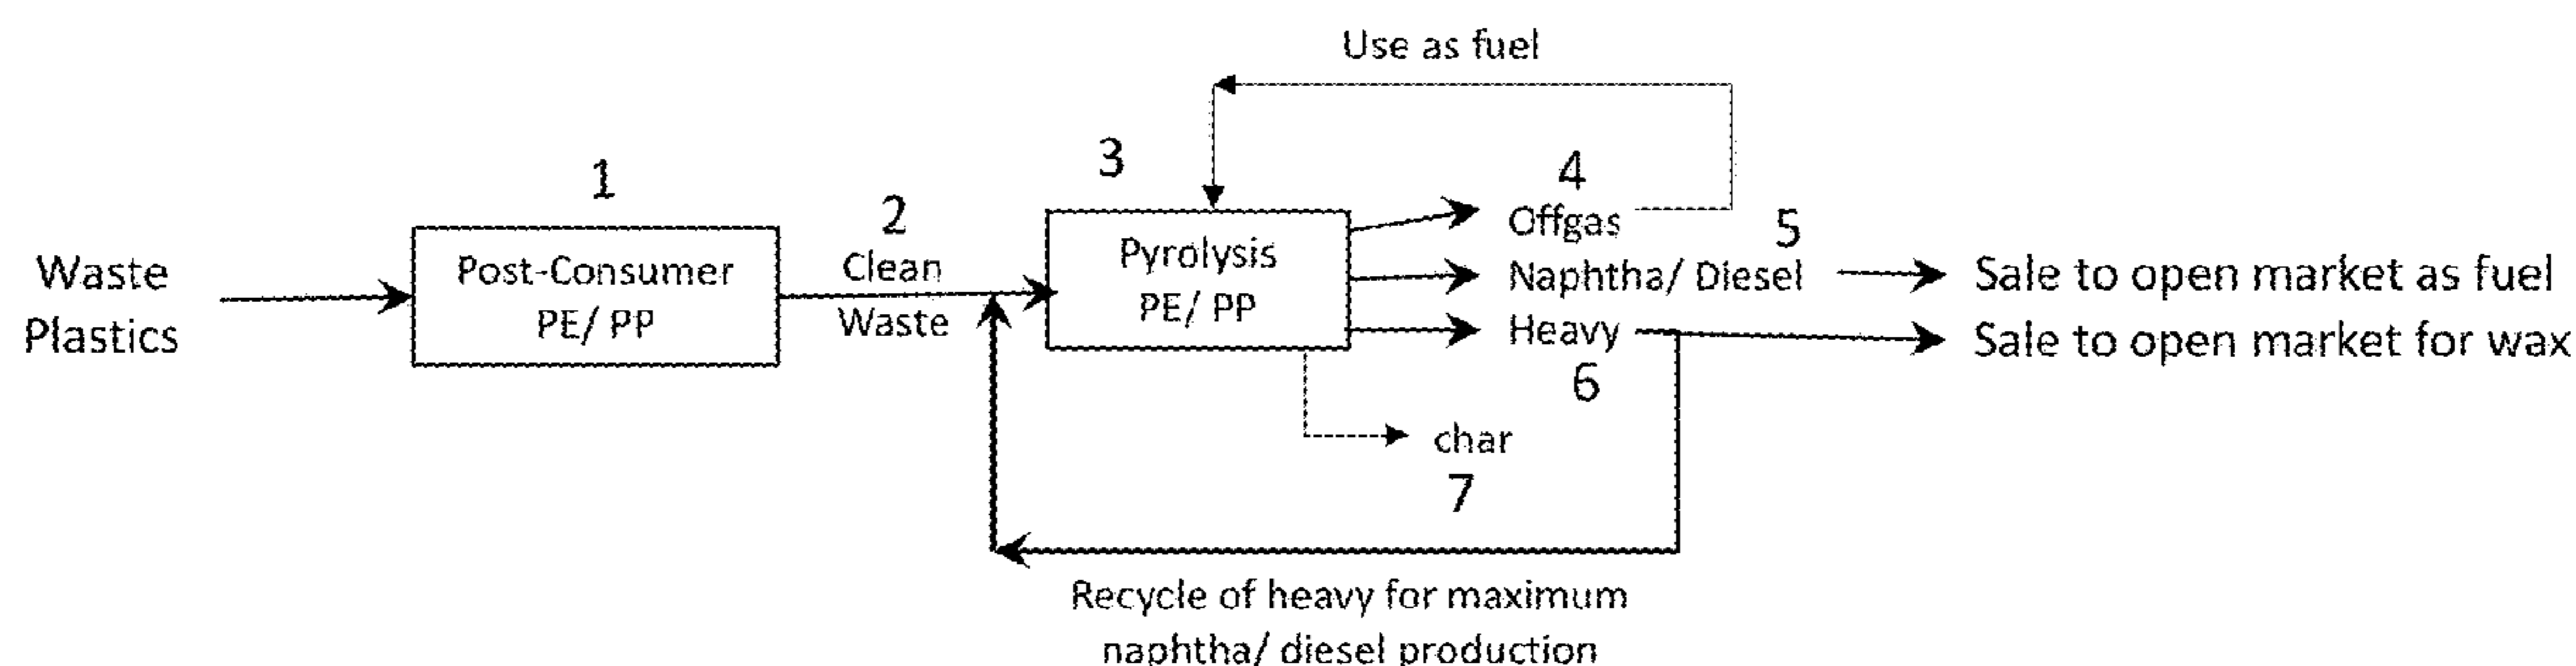 Use as fuel
Waste
Plastics
1
Post-Consumer
PE/ PP
2
Clean
Waste
3
Pyrolysis
PE/ PP
4
Offgas
5
Naphtha/ Diesel
Sale to open market as fuel
Heavy
6
Sale to open market for wax
char
7
Recycle of heavy for maximum
naphtha/ diesel production